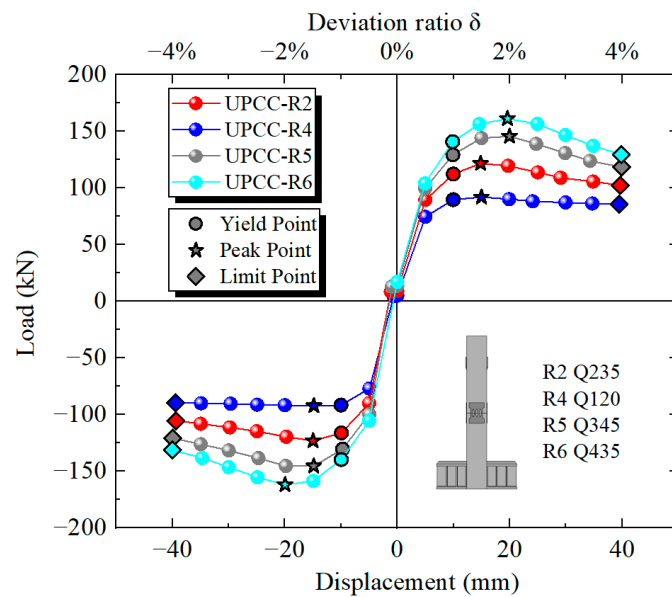 Deviation ratio δ
−4% −2% 0% 2% 4%
200
150
100
50
0
−50
−100
−150
−200
Load (kN)
UPCC-R2
UPCC-R4
UPCC-R5
UPCC-R6
Yield Point
Peak Point
Limit Point
R2 Q235
R4 Q120
R5 Q345
R6 Q435
−40 −20 0 20 40
Displacement (mm)